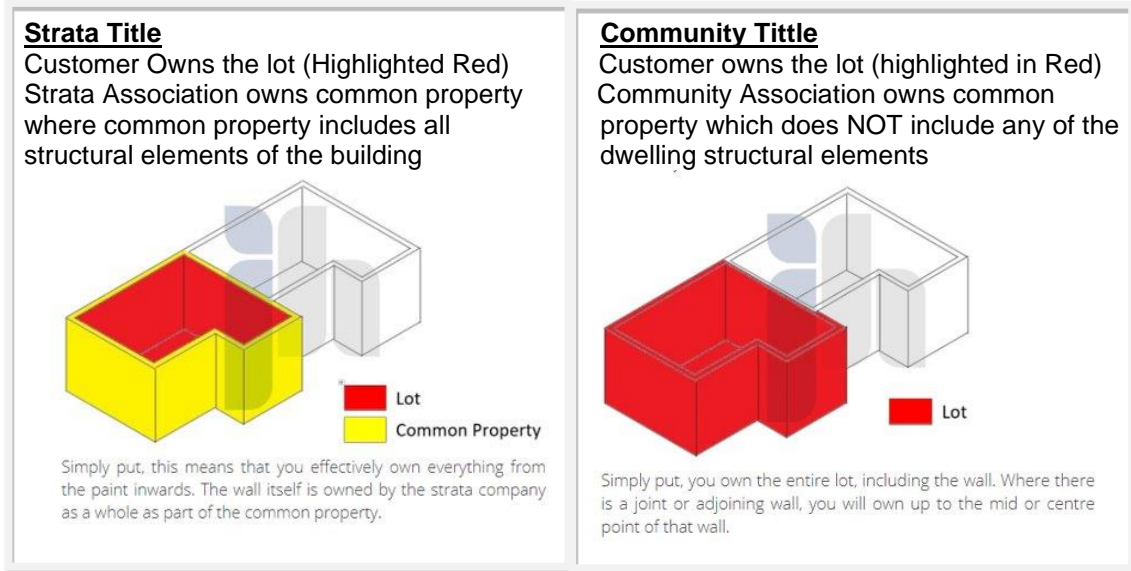 Strata Title
Customer Owns the lot (Highlighted Red)
Strata Association owns common property
where common property includes all
structural elements of the building
Lot
Common Property
Simply put, this means that you effectively own everything from
the paint inwards. The wall itself is owned by the strata company
as a whole as part of the common property.
Community Tittle
Customer owns the lot (highlighted in Red)
Community Association owns common
property which does NOT include any of the
dwelling structural elements
Lot
Simply put, you own the entire lot, including the wall. Where there
is a joint or adjoining wall, you will own up to the mid or centre
point of that wall.